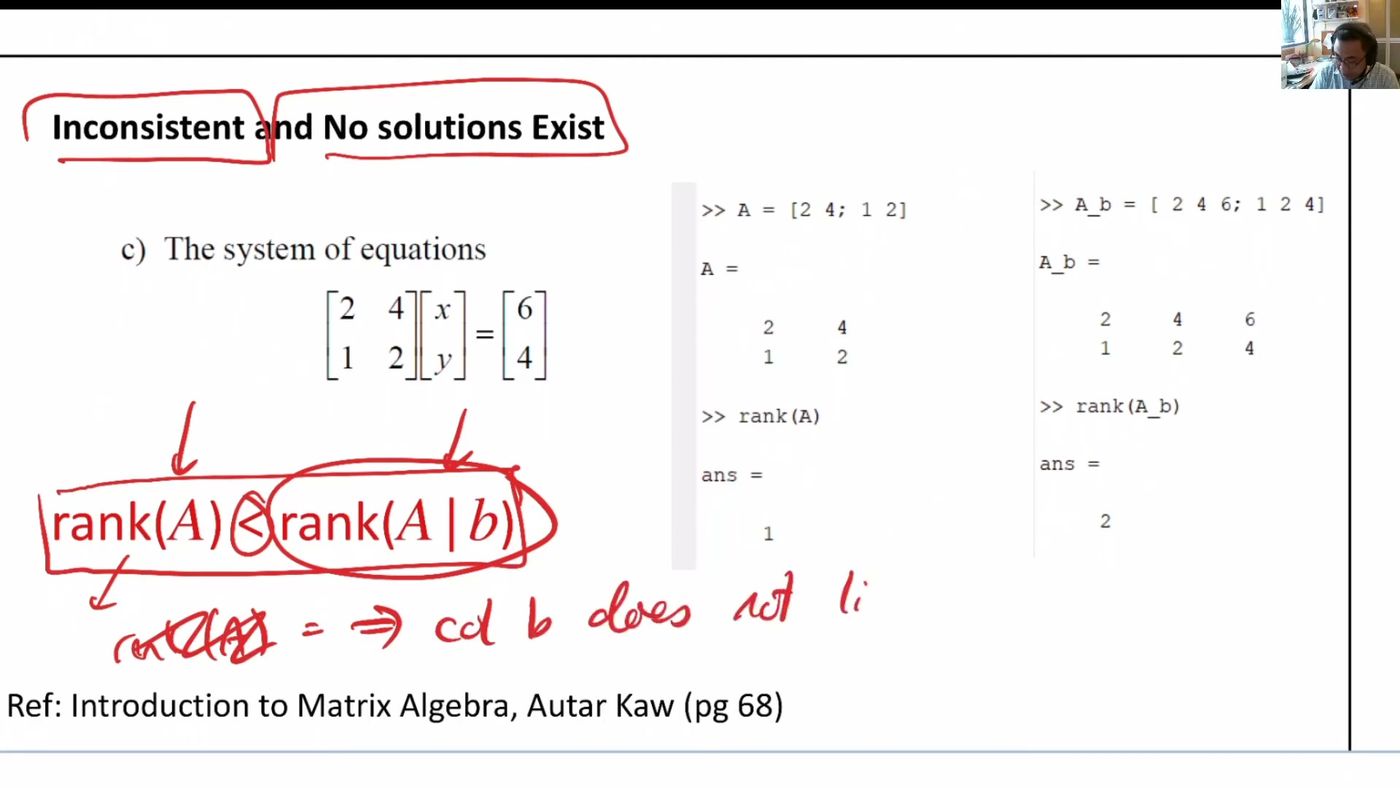 Inconsistent and No solutions Exist
c) The system of equations
[2 4; 1 2] [x; y] = [6; 4]
rank(A) < rank(A | b)
= ⇒ col b does not li
Ref: Introduction to Matrix Algebra, Autar Kaw (pg 68)
>> A = [2 4; 1 2]
A =
2 4
1 2
>> rank(A)
ans =
1
>> A_b = [ 2 4 6; 1 2 4]
A_b =
2 4 6
1 2 4
>> rank(A_b)
ans =
2